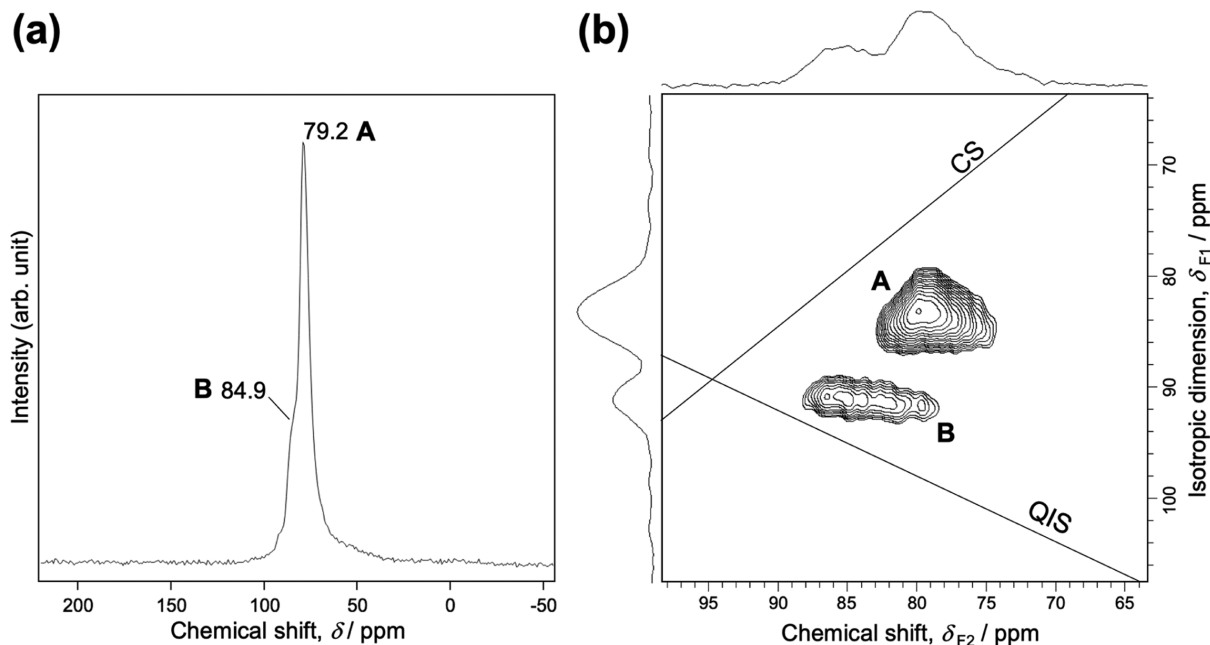 (a)
79.2 A
B 84.9
Intensity (arb. unit)
200 150 100 50 0 -50
Chemical shift, δ / ppm
(b)
CS
A
B
QIS
70
80
90
100
Isotropic dimension, δF1 / ppm
95 90 85 80 75 70 65
Chemical shift, δF2 / ppm